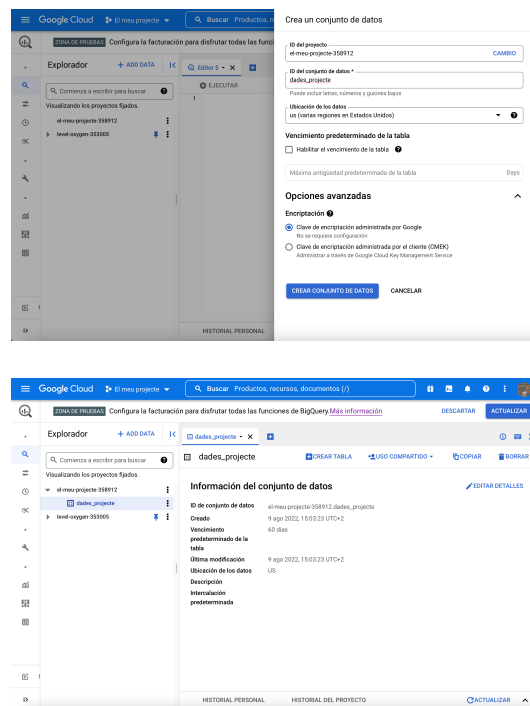 Google Cloud
El meu projecte
Buscar Productos, r
ZONA DE PRUEBAS Configura la facturación para disfrutar todas las funci
Explorador
+ ADD DATA
Editor 5
EJECUTAR
1
Comienza a escribir para buscar
Visualizando los proyectos fijados.
el-meu-projecte-358912
level-oxygen-353005
HISTORIAL PERSONAL
Crea un conjunto de datos
ID del proyecto
el-meu-projecte-358912
CAMBIO
ID del conjunto de datos *
dades_projecte
Puede incluir letras, números y guiones bajos
Ubicación de los datos
us (varias regiones en Estados Unidos)
Vencimiento predeterminado de la tabla
Habilitar el vencimiento de la tabla
Máxima antigüedad predeterminada de la tabla
Days
Opciones avanzadas
Encriptación
Clave de encriptación administrada por Google
No se requiere configuración
Clave de encriptación administrada por el cliente (CMEK)
Administrar a través de Google Cloud Key Management Service
CREAR CONJUNTO DE DATOS
CANCELAR
Google Cloud
El meu projecte
Buscar Productos, recursos, documentos (/)
ZONA DE PRUEBAS Configura la facturación para disfrutar todas las funciones de BigQuery. Más información
DESCARTAR
ACTUALIZAR
Explorador
+ ADD DATA
dades_projecte
Comienza a escribir para buscar
Visualizando los proyectos fijados.
el-meu-projecte-358912
dades_projecte
level-oxygen-353005
dades_projecte
CREAR TABLA
USO COMPARTIDO
COPIAR
BORRAR
Información del conjunto de datos
EDITAR DETALLES
ID de conjunto de datos el-meu-projecte-358912.dades_projecte
Creado 9 ago 2022, 15:03:23 UTC+2
Vencimiento 60 días
predeterminado de la
tabla
Última modificación 9 ago 2022, 15:03:23 UTC+2
Ubicación de los datos US
Descripción
Intercalación
predeterminada
HISTORIAL PERSONAL
HISTORIAL DEL PROYECTO
ACTUALIZAR